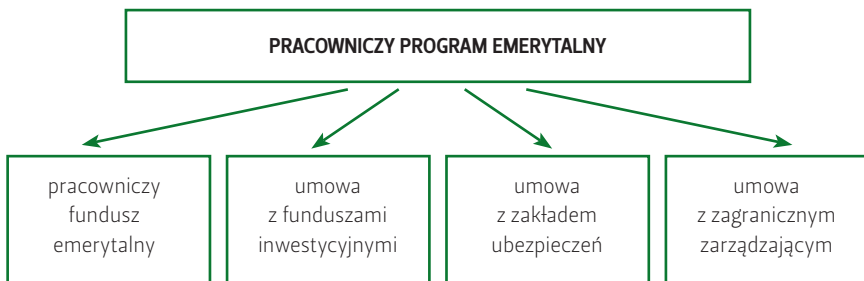 PRACOWNICZY PROGRAM EMERYTALNY
pracowniczy
fundusz
emerytalny
umowa
z funduszami
inwestycyjnymi
umowa
z zakładem
ubezpieczeń
umowa
z zagranicznym
zarządzającym